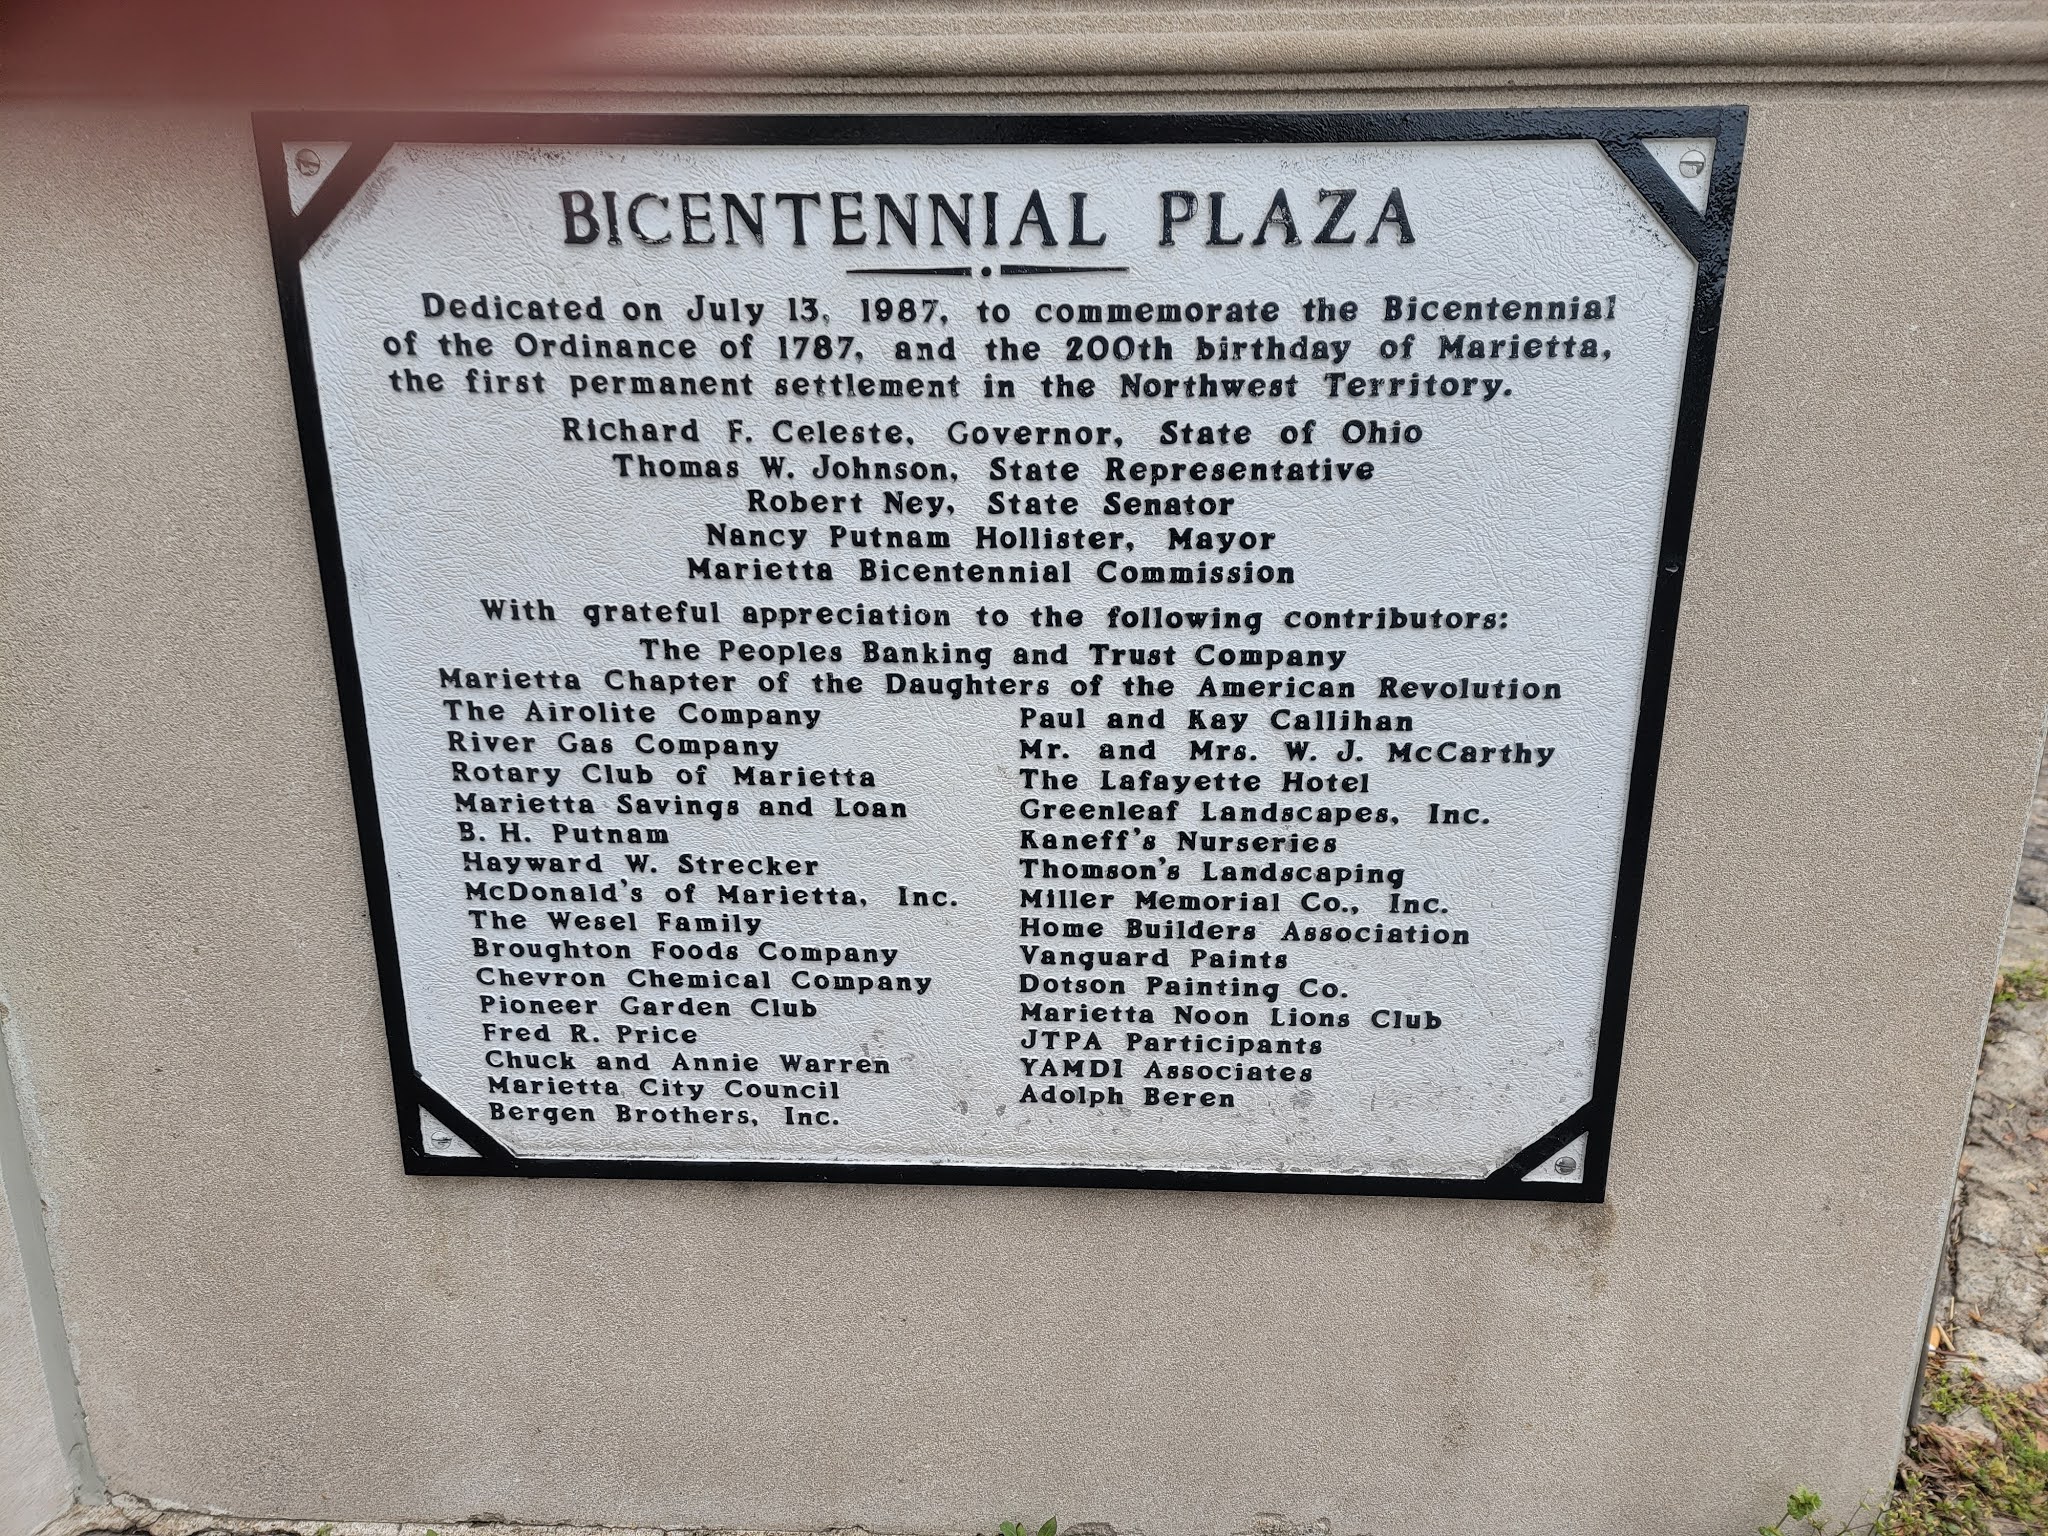 BICENTENNIAL PLAZA
Dedicated on July 13, 1987, to commemorate the Bicentennial
of the Ordinance of 1787, and the 200th birthday of Marietta,
the first permanent settlement in the Northwest Territory.
Richard F. Celeste, Governor, State of Ohio
Thomas W. Johnson, State Representative
Robert Ney, State Senator
Nancy Putnam Hollister, Mayor
Marietta Bicentennial Commission
With grateful appreciation to the following contributors:
The Peoples Banking and Trust Company
Marietta Chapter of the Daughters of the American Revolution
The Airolite Company
River Gas Company
Rotary Club of Marietta
Marietta Savings and Loan
B. H. Putnam
Hayward W. Strecker
McDonald's of Marietta, Inc.
The Wesel Family
Broughton Foods Company
Chevron Chemical Company
Pioneer Garden Club
Fred R. Price
Chuck and Annie Warren
Marietta City Council
Bergen Brothers, Inc.
Paul and Kay Callihan
Mr. and Mrs. W. J. McCarthy
The Lafayette Hotel
Greenleaf Landscapes, Inc.
Kaneff's Nurseries
Thomson's Landscaping
Miller Memorial Co., Inc.
Home Builders Association
Vanguard Paints
Dotson Painting Co.
Marietta Noon Lions Club
JTPA Participants
YAMDI Associates
Adolph Beren